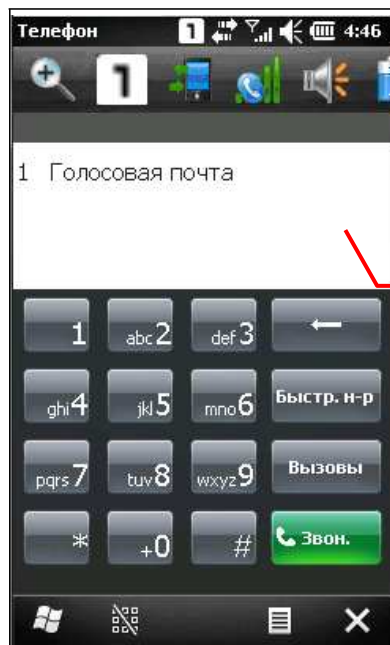 Телефон 1 4:46
1
1 Голосовая почта
1 abc2 def3
ghi4 jkl5 mno6 Быстр. н-р
pqrs7 tuv8 wxyz9 Вызовы
* +0 # Звон.